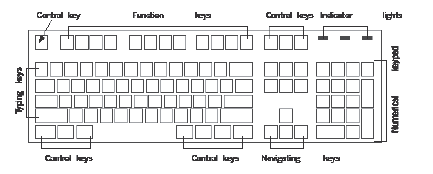 Control key Function keys Control keys Indicator lights
Typing keys
Numerical keypad
Control keys Control keys Navigating keys